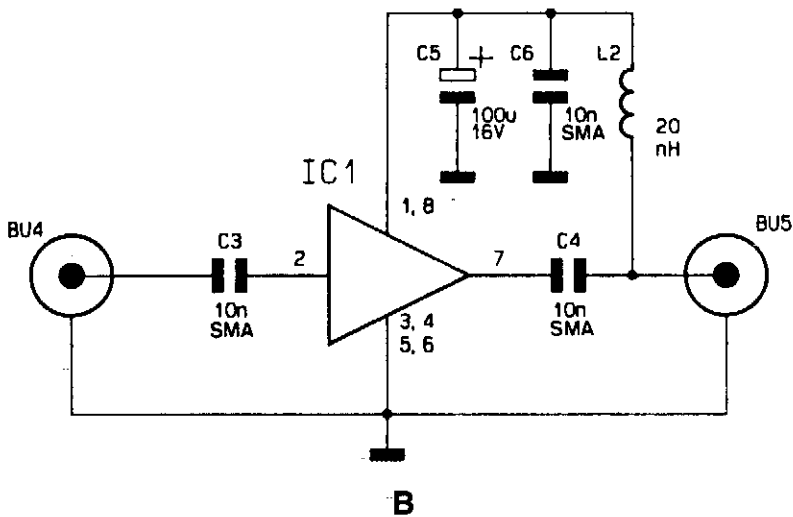 C5
+
C6
L2
100u
16V
10n
SMA
20
nH
IC1
1, 8
BU4
C3
2
7
C4
BU5
10n
SMA
10n
SMA
3, 4
5, 6
B